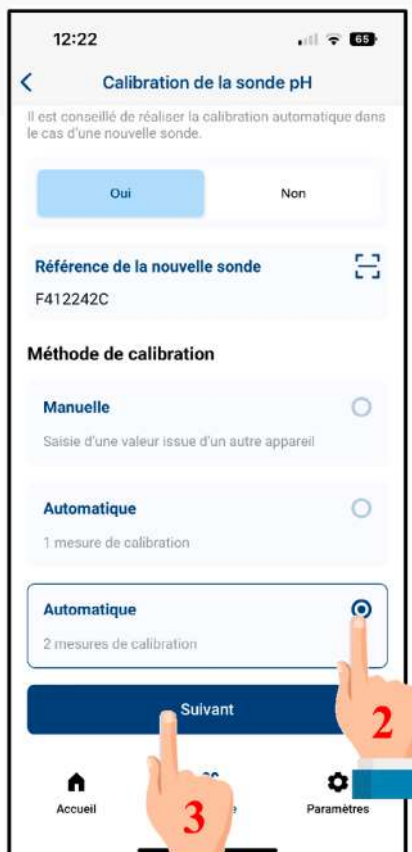 12:22
65
Calibration de la sonde pH
Il est conseillé de réaliser la calibration automatique dans
le cas d'une nouvelle sonde.
Oui Non
Référence de la nouvelle sonde
F412242C
Méthode de calibration
Manuelle
Saisie d'une valeur issue d'un autre appareil
Automatique
1 mesure de calibration
Automatique
2 mesures de calibration
Suivant
2
Accueil Paramètres
3